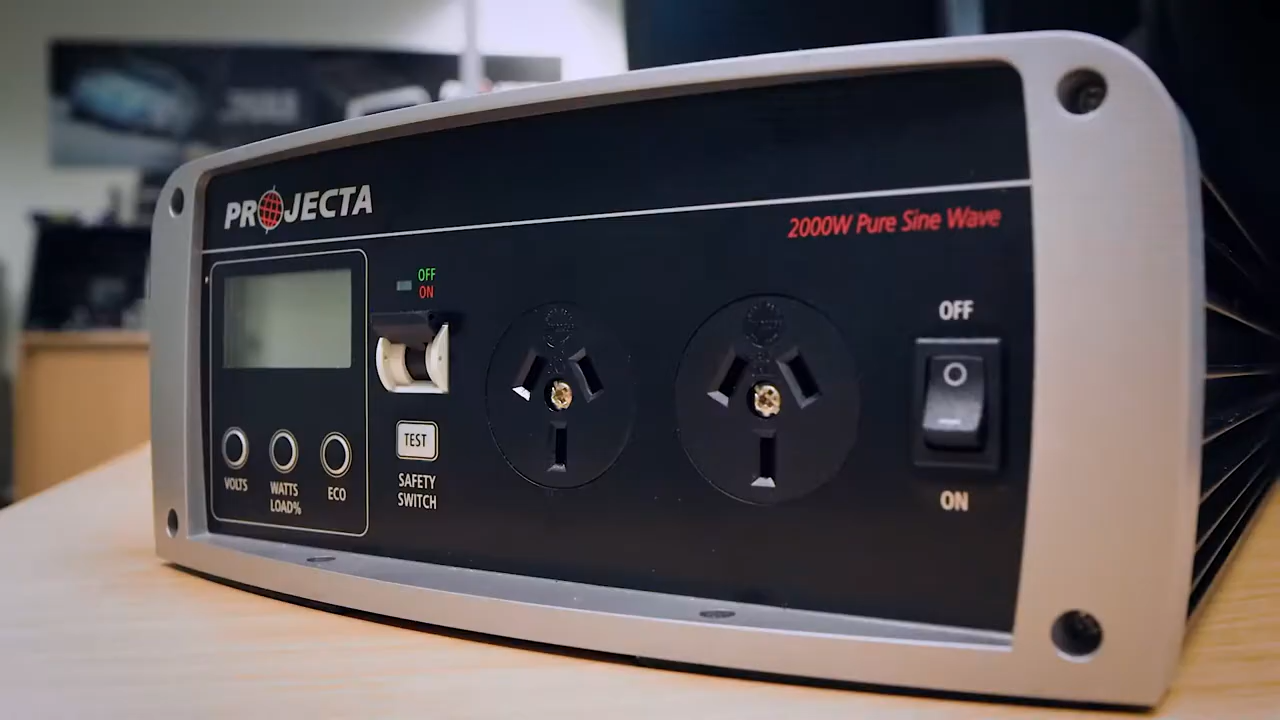 PROJECTA
2000W Pure Sine Wave
OFF
ON
OFF
VOLTS
WATTS
LOAD%
ECO
TEST
SAFETY
SWITCH
ON